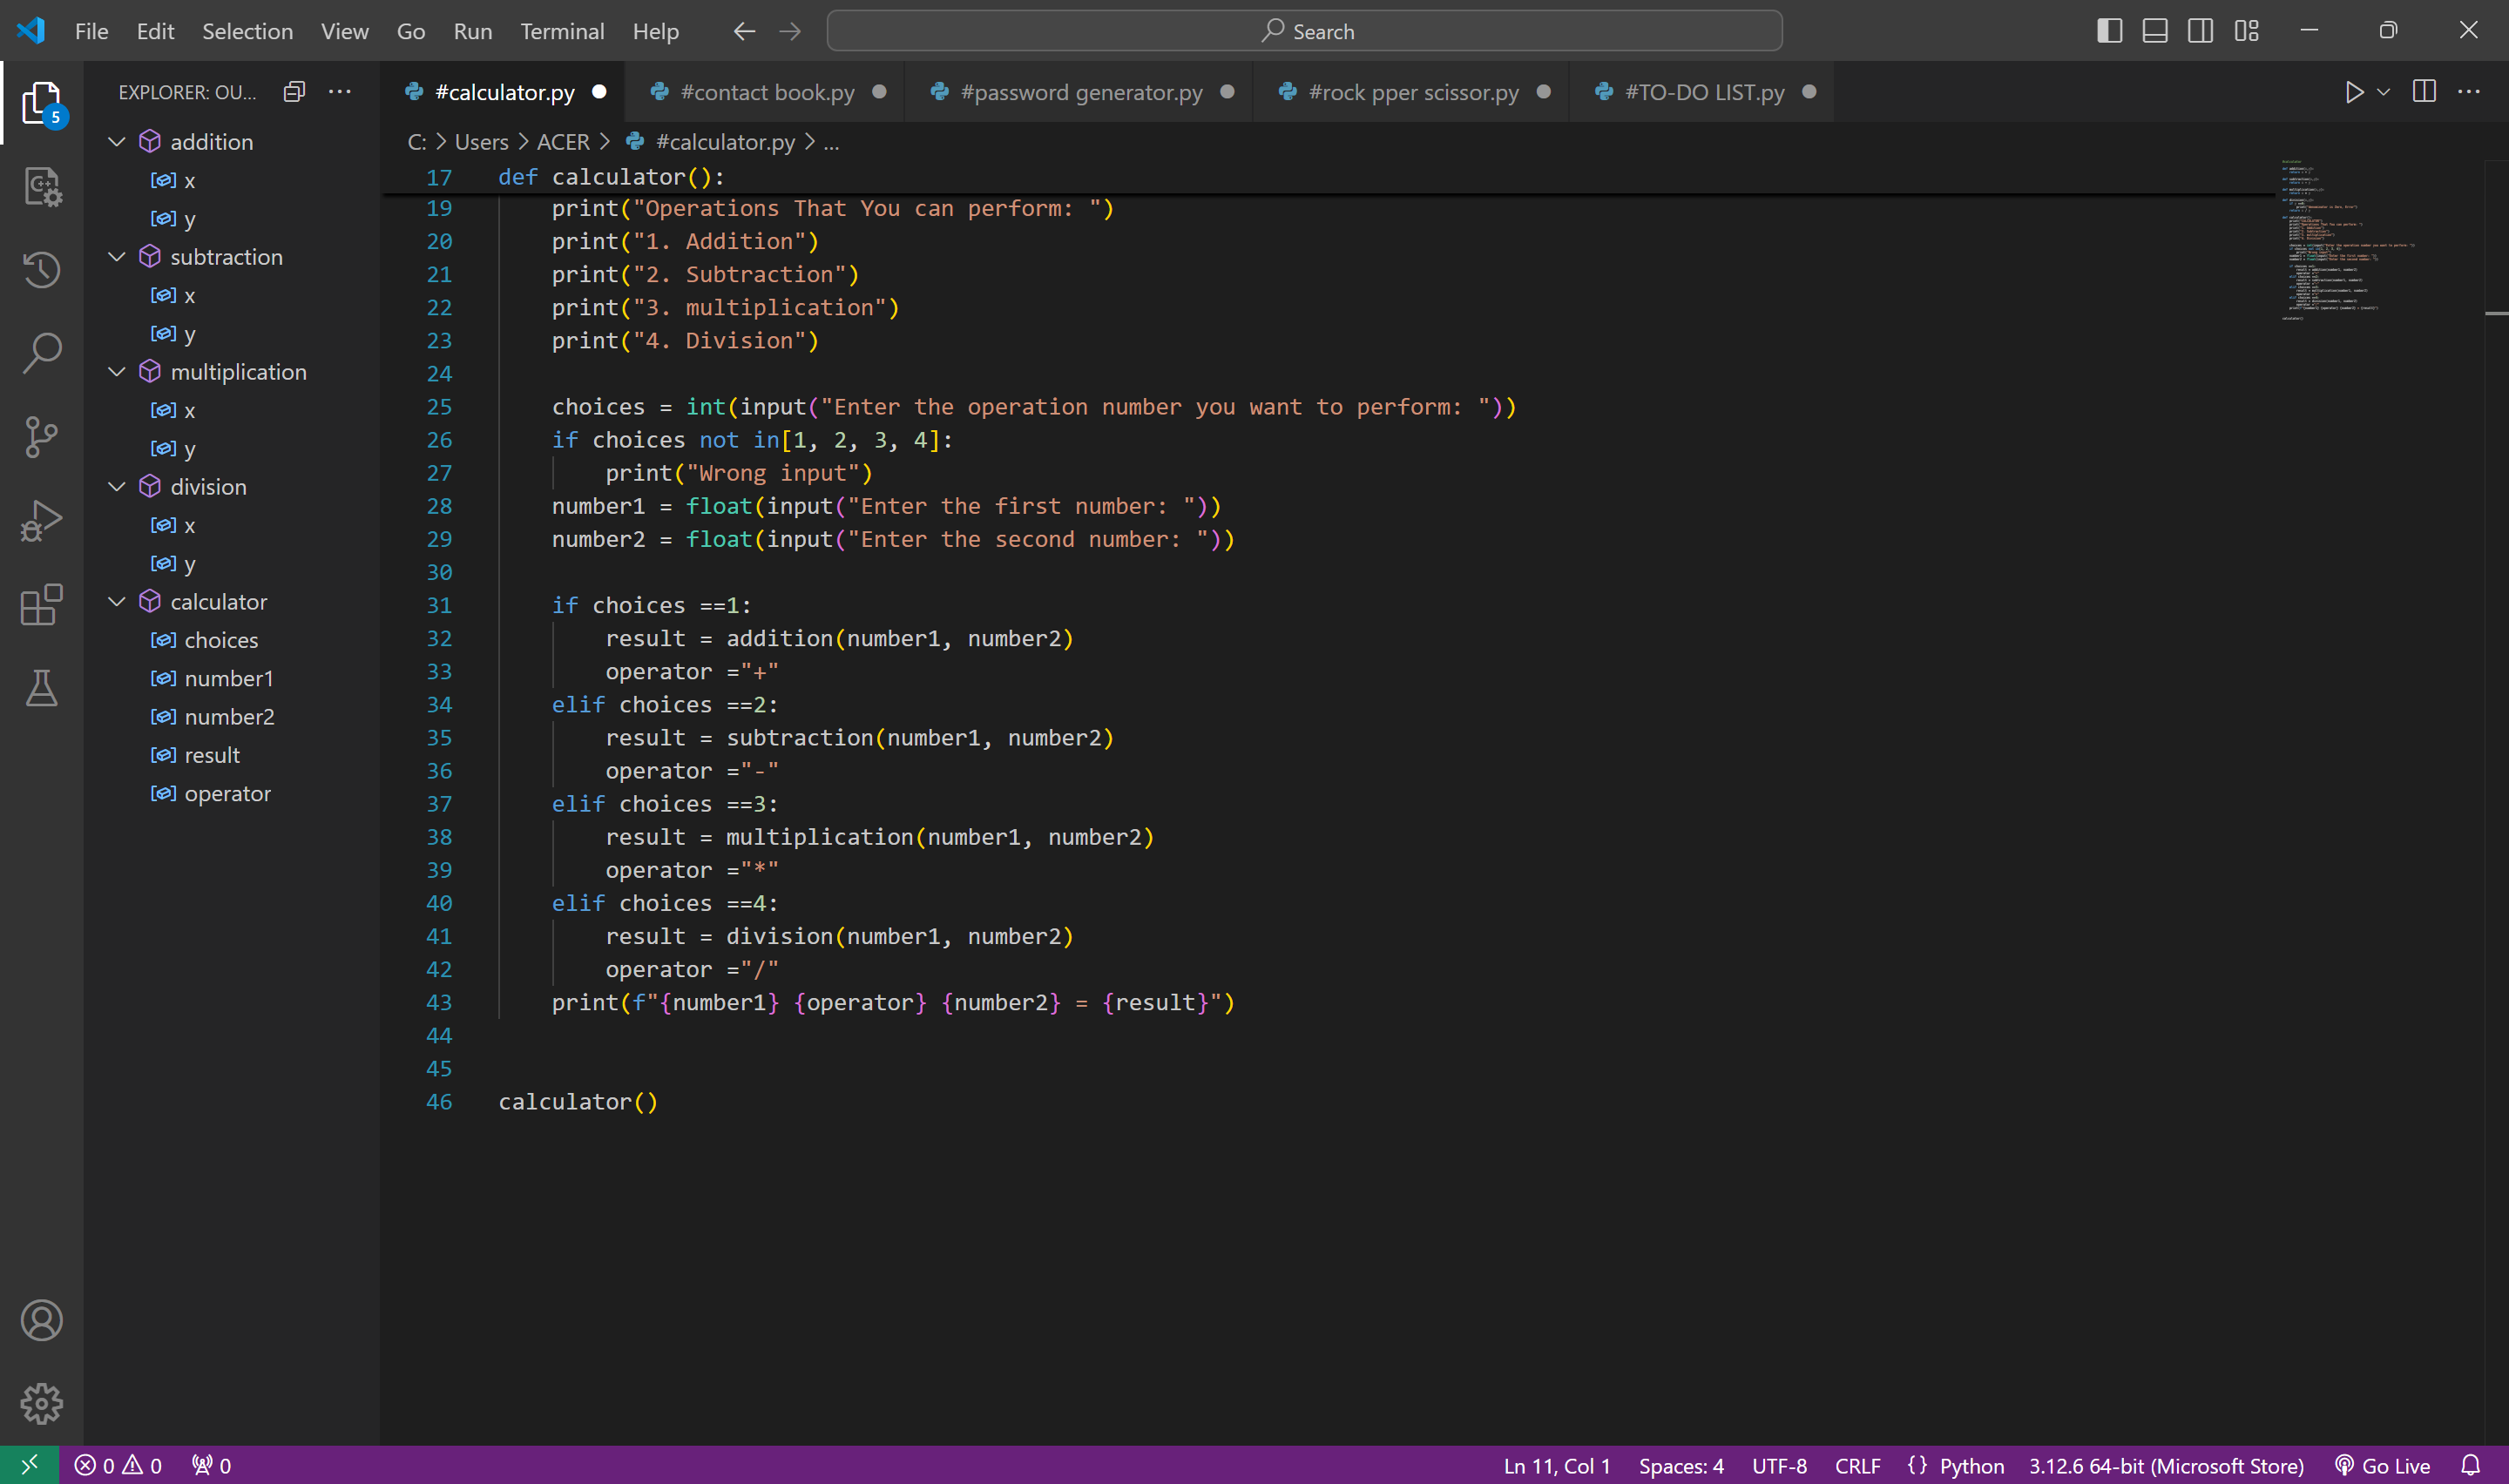 File Edit Selection View Go Run Terminal Help Search
EXPLORER: OU...
#calculator.py #contact book.py #password generator.py #rock pper scissor.py #TO-DO LIST.py
5
addition
x
y
subtraction
x
y
multiplication
x
y
division
x
y
calculator
choices
number1
number2
result
operator
C: > Users > ACER > #calculator.py > ...
17 def calculator():
19 print("Operations That You can perform: ")
20 print("1. Addition")
21 print("2. Subtraction")
22 print("3. multiplication")
23 print("4. Division")
24
25 choices = int(input("Enter the operation number you want to perform: "))
26 if choices not in[1, 2, 3, 4]:
27 print("Wrong input")
28 number1 = float(input("Enter the first number: "))
29 number2 = float(input("Enter the second number: "))
30
31 if choices ==1:
32 result = addition(number1, number2)
33 operator ="+"
34 elif choices ==2:
35 result = subtraction(number1, number2)
36 operator ="-"
37 elif choices ==3:
38 result = multiplication(number1, number2)
39 operator ="*"
40 elif choices ==4:
41 result = division(number1, number2)
42 operator ="/"
43 print(f"{number1} {operator} {number2} = {result}")
44
45
46 calculator()
0 0 0 Ln 11, Col 1 Spaces: 4 UTF-8 CRLF {} Python 3.12.6 64-bit (Microsoft Store) Go Live